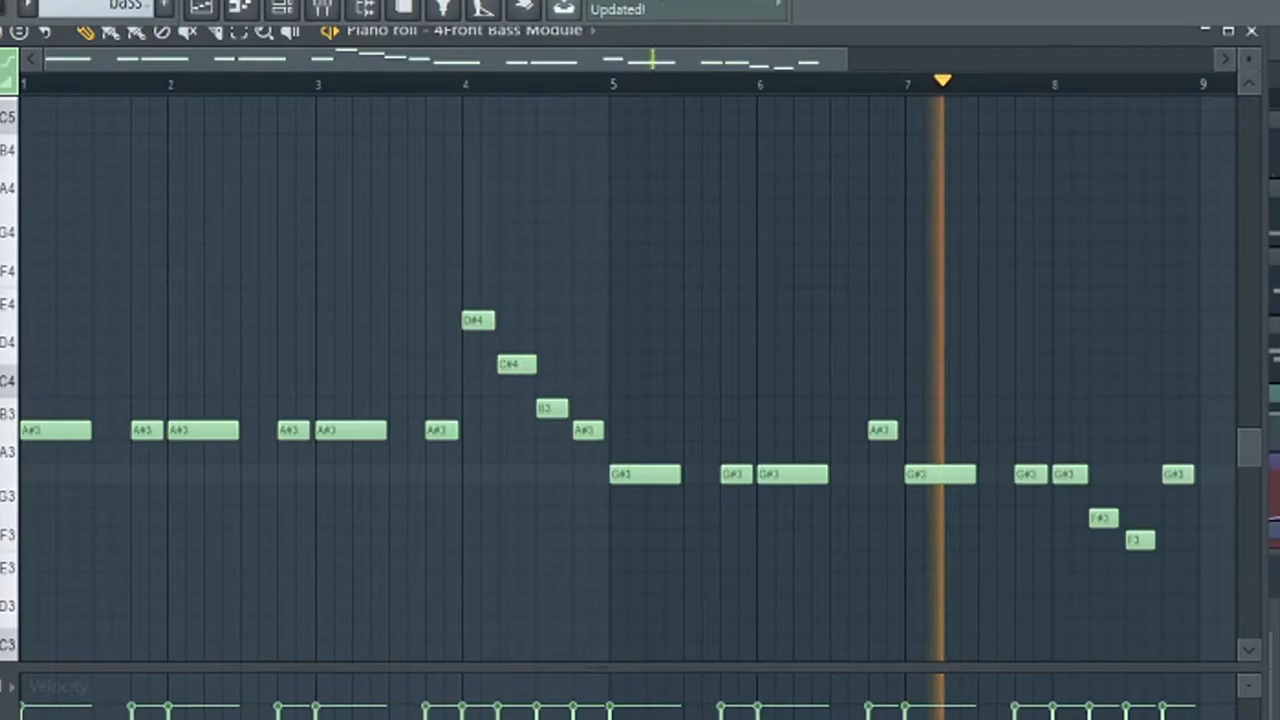 bass
Updated!
Piano roll - 4Front Bass Module
1 2 3 4 5 6 7 8 9
C5
B4
A4
G4
F4
E4
D#4
D4
C#4
C4
B3 B3
A#3 A#3 A#3 A#3 A#3 A#3 A#3 A#3
A3
G#3 G#3 G#3 G#3 G#3 G#3 G#3
G3
F#3
F3 F3
E3
D3
C3
Velocity